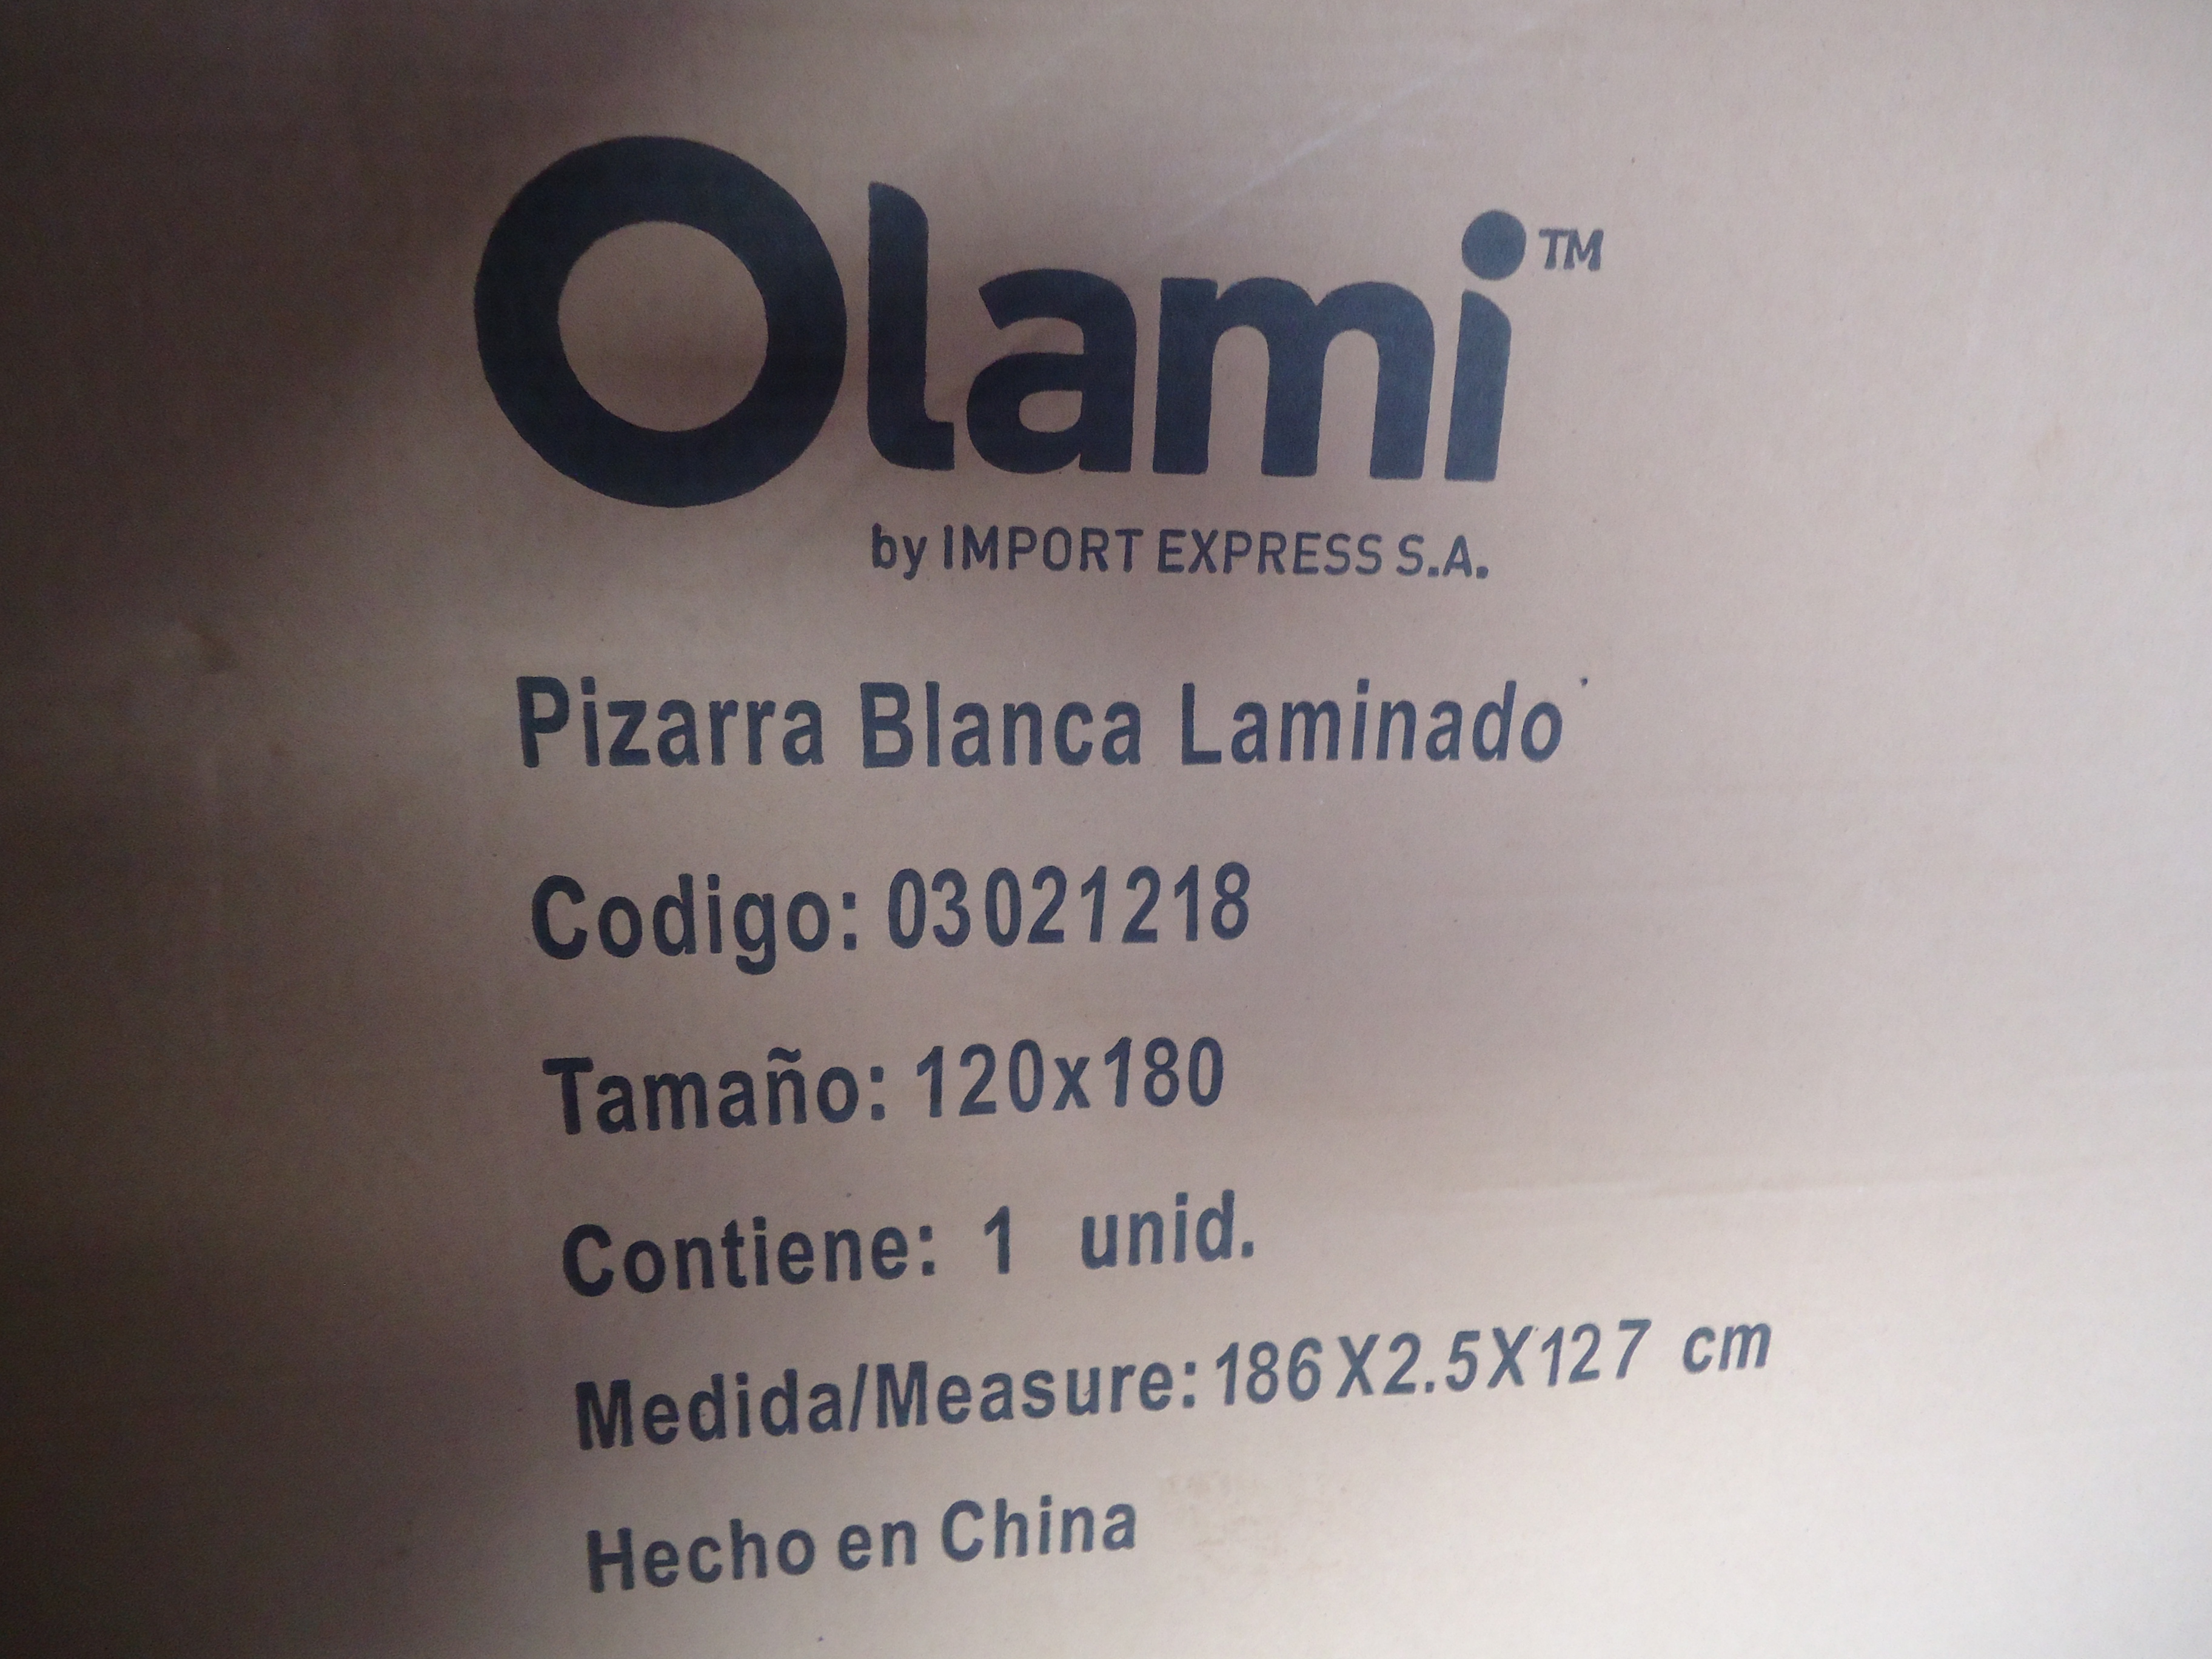 Olami™
by IMPORT EXPRESS S.A.
Pizarra Blanca Laminado
Codigo: 03021218
Tamaño: 120x180
Contiene: 1 unid.
Medida/Measure:186X2.5X127 cm
Hecho en China